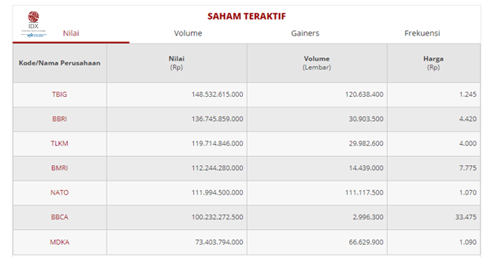 SAHAM TERAKTIF
IDX
Nilai Volume Gainers Frekuensi
Kode/Nama Perusahaan Nilai (Rp) Volume (Lembar) Harga (Rp)
TBIG 148.532.615.000 120.638.400 1.245
BBRI 136.745.859.000 30.903.500 4.420
TLKM 119.714.846.000 29.982.600 4.000
BMRI 112.244.280.000 14.439.000 7.775
NATO 111.994.500.000 111.117.500 1.070
BBCA 100.232.272.500 2.996.300 33.475
MDKA 73.403.794.000 66.629.900 1.090